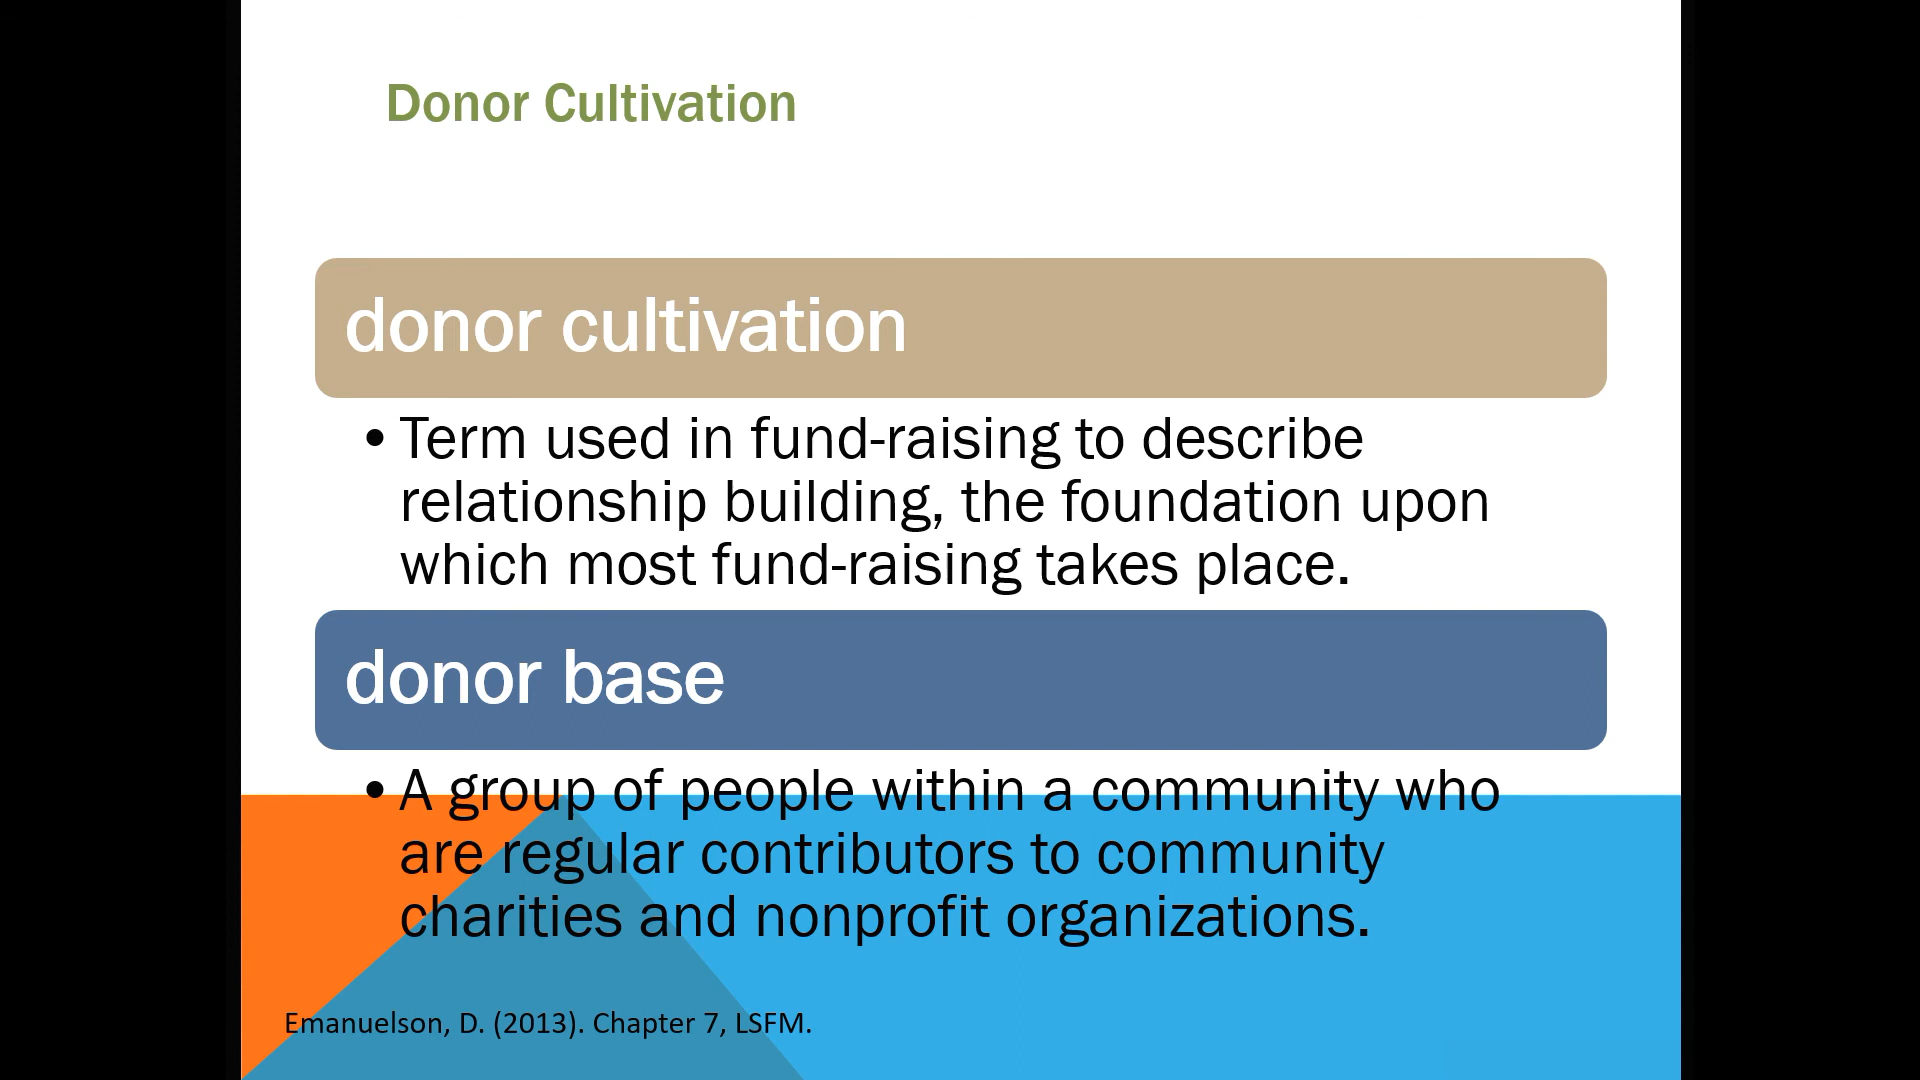 Donor Cultivation
donor cultivation
• Term used in fund-raising to describe
relationship building, the foundation upon
which most fund-raising takes place.
donor base
• A group of people within a community who
are regular contributors to community
charities and nonprofit organizations.
Emanuelson, D. (2013). Chapter 7, LSFM.